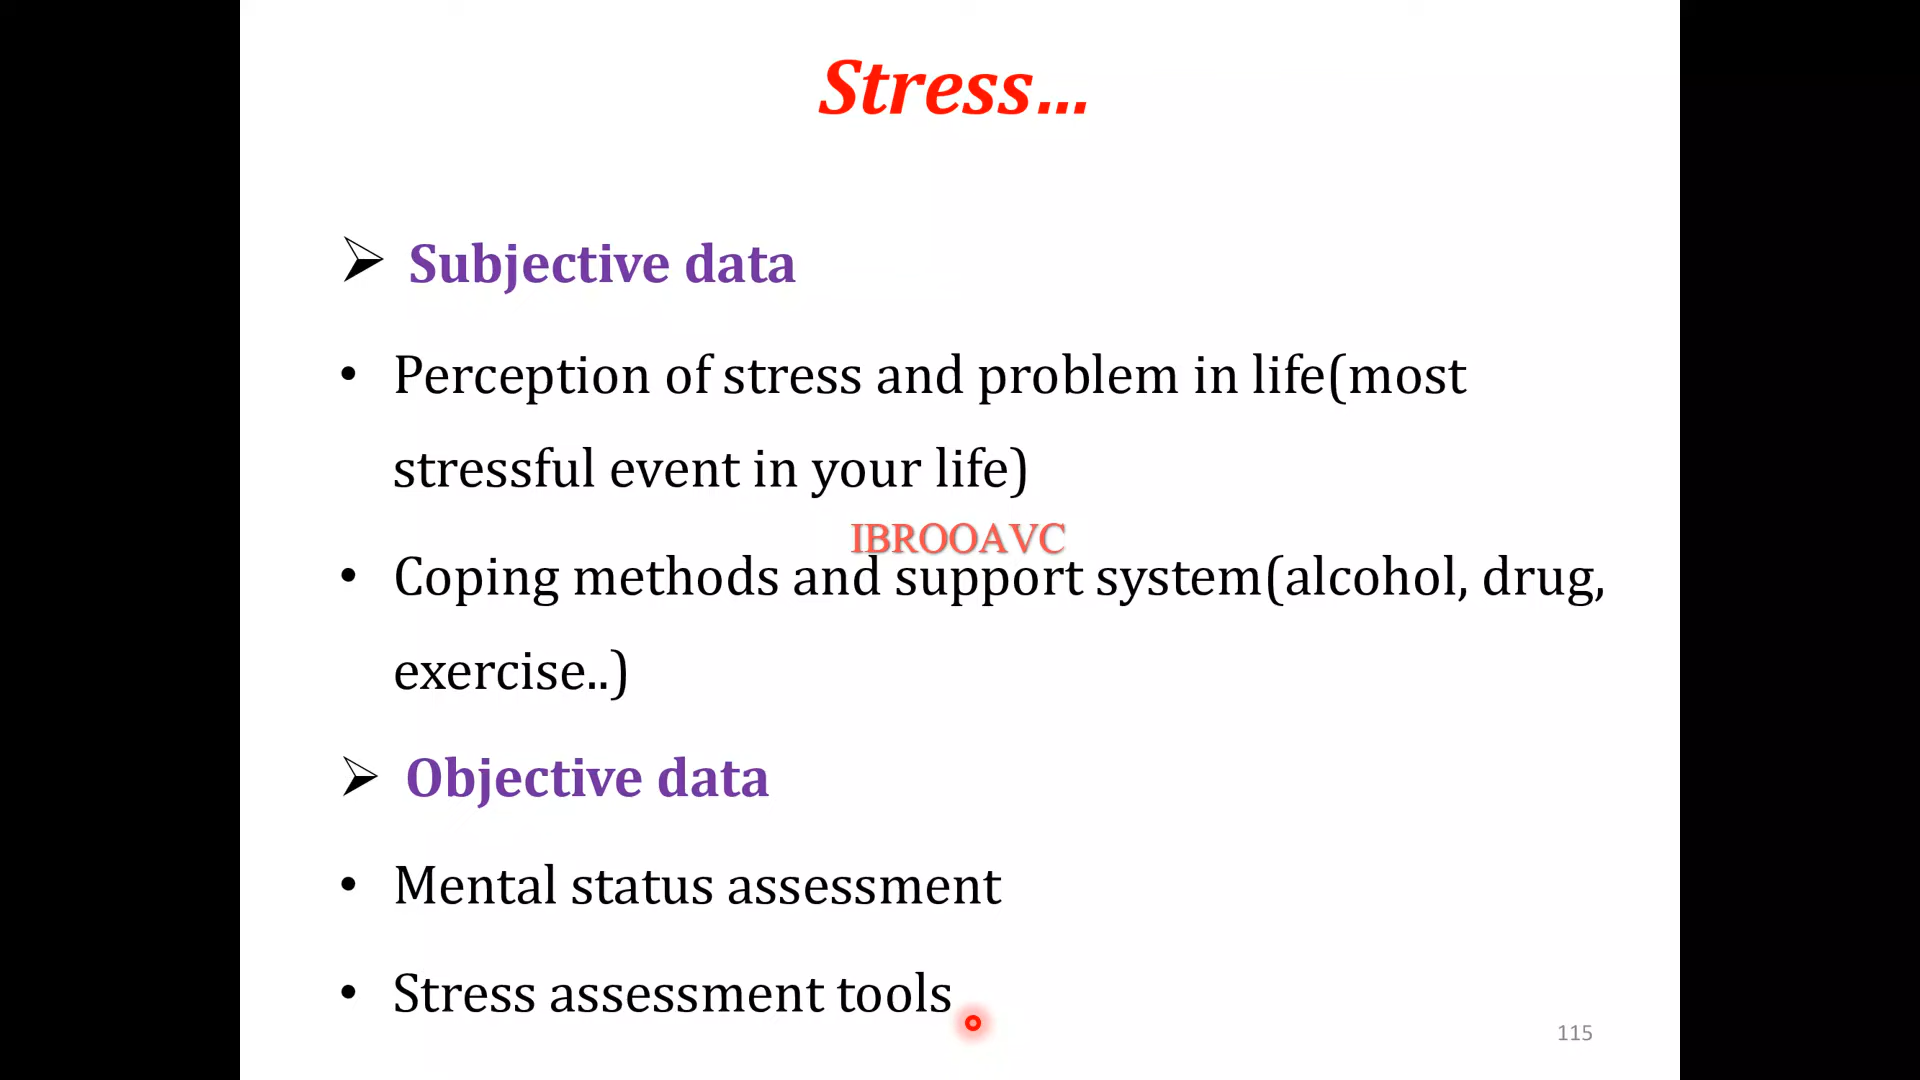 Stress...
➢ Subjective data
• Perception of stress and problem in life(most
stressful event in your life)
IBROOAVC
• Coping methods and support system(alcohol, drug,
exercise..)
➢ Objective data
• Mental status assessment
• Stress assessment tools
115